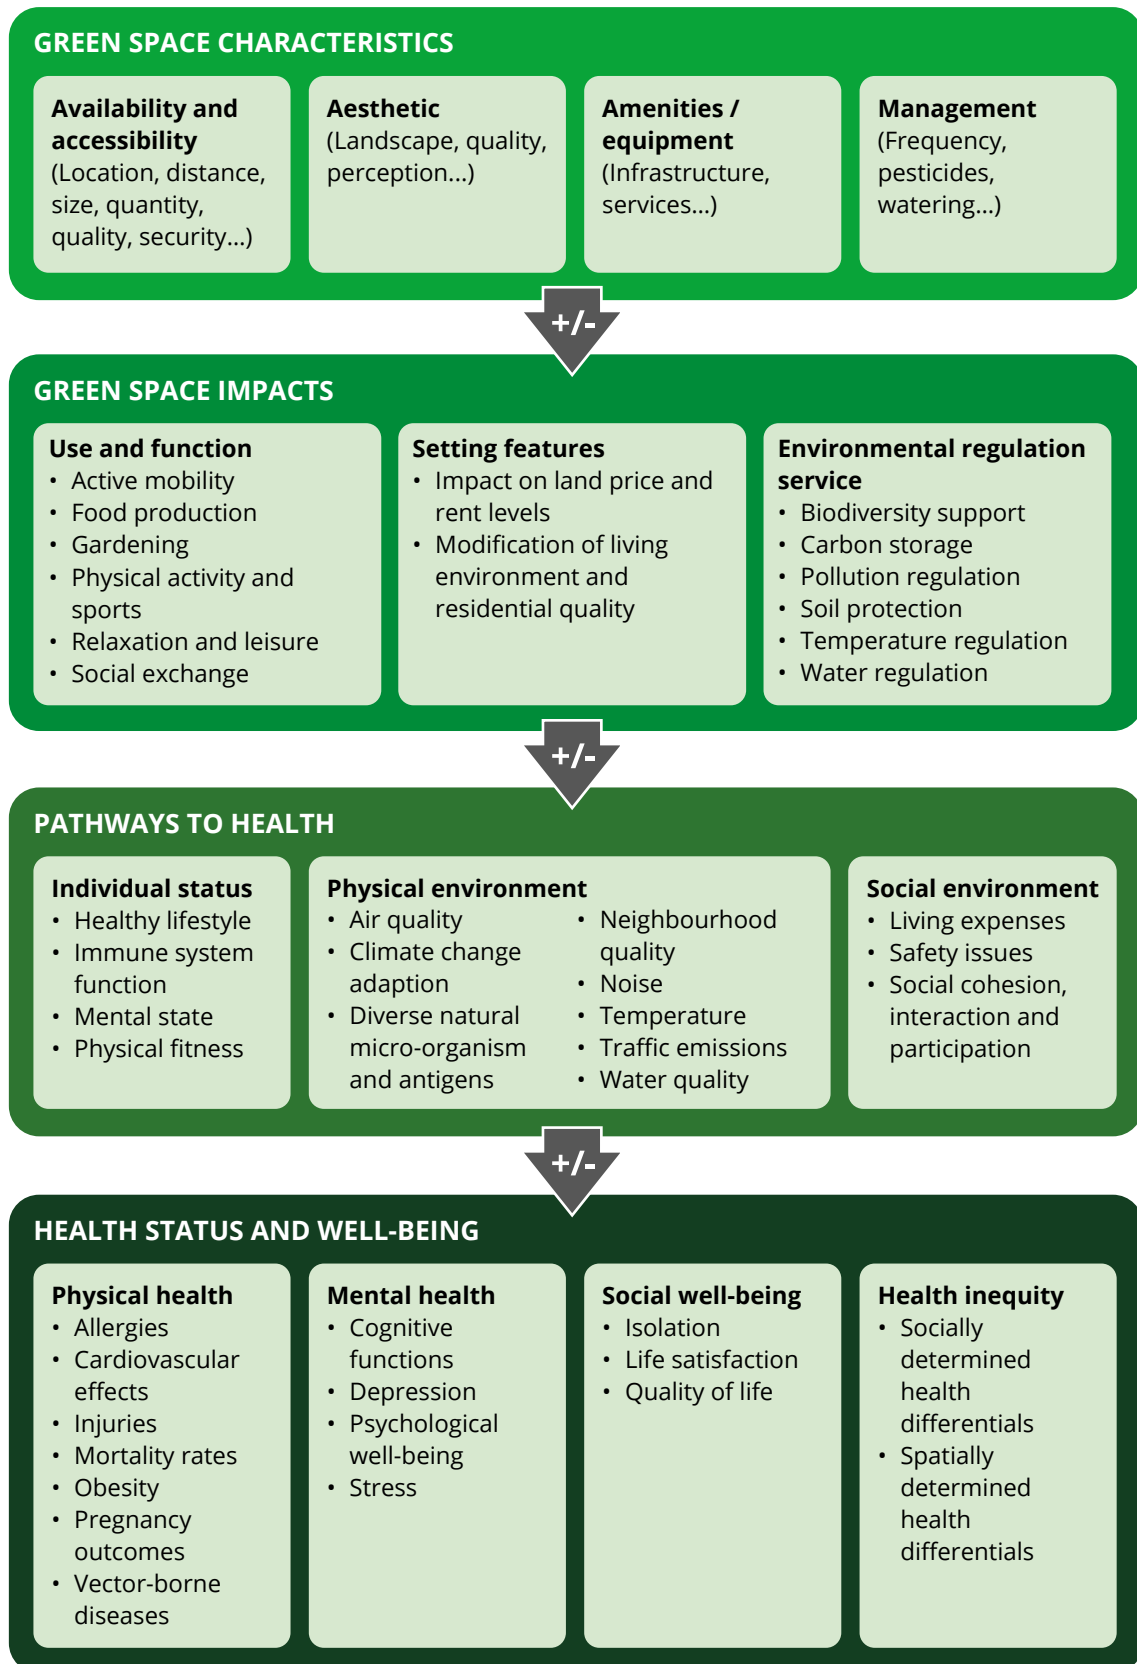 GREEN SPACE CHARACTERISTICS
Availability and
accessibility
(Location, distance,
size, quantity,
quality, security...)
Aesthetic
(Landscape, quality,
perception...)
Amenities /
equipment
(Infrastructure,
services...)
Management
(Frequency,
pesticides,
watering...)
+/-
GREEN SPACE IMPACTS
Use and function
• Active mobility
• Food production
• Gardening
• Physical activity and
sports
• Relaxation and leisure
• Social exchange
Setting features
• Impact on land price and
rent levels
• Modification of living
environment and
residential quality
Environmental regulation
service
• Biodiversity support
• Carbon storage
• Pollution regulation
• Soil protection
• Temperature regulation
• Water regulation
+/-
PATHWAYS TO HEALTH
Individual status
• Healthy lifestyle
• Immune system
function
• Mental state
• Physical fitness
Physical environment
• Air quality
• Climate change
adaption
• Diverse natural
micro-organism
and antigens
• Neighbourhood
quality
• Noise
• Temperature
• Traffic emissions
• Water quality
Social environment
• Living expenses
• Safety issues
• Social cohesion,
interaction and
participation
+/-
HEALTH STATUS AND WELL-BEING
Physical health
• Allergies
• Cardiovascular
effects
• Injuries
• Mortality rates
• Obesity
• Pregnancy
outcomes
• Vector-borne
diseases
Mental health
• Cognitive
functions
• Depression
• Psychological
well-being
• Stress
Social well-being
• Isolation
• Life satisfaction
• Quality of life
Health inequity
• Socially
determined
health
differentials
• Spatially
determined
health
differentials